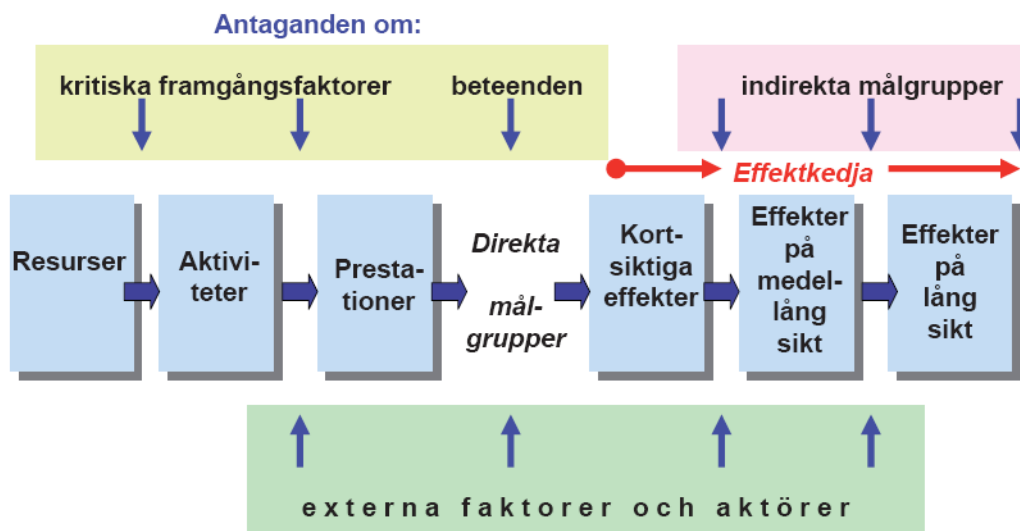 Antaganden om:
kritiska framgångsfaktorer
beteenden
indirekta målgrupper
Effektkedja
Resurser
Aktivi-
teter
Presta-
tioner
Direkta
mål-
grupper
Kort-
siktiga
effekter
Effekter
på
medel-
lång
sikt
Effekter
på
lång
sikt
externa faktorer och aktörer